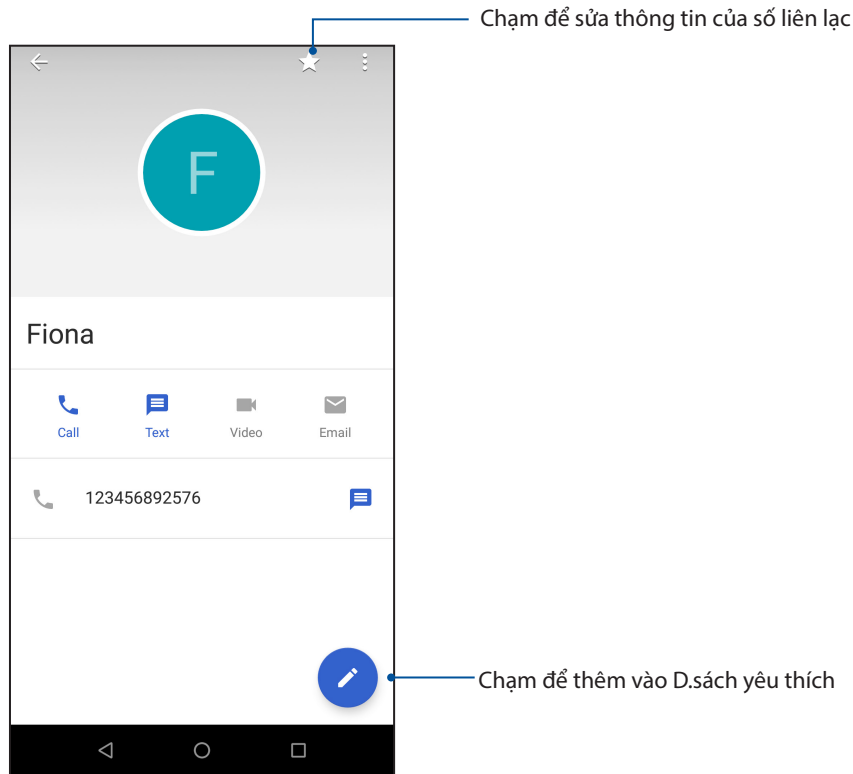 Chạm để sửa thông tin của số liên lạc
F
Fiona
Call Text Video Email
123456892576
Chạm để thêm vào D.sách yêu thích